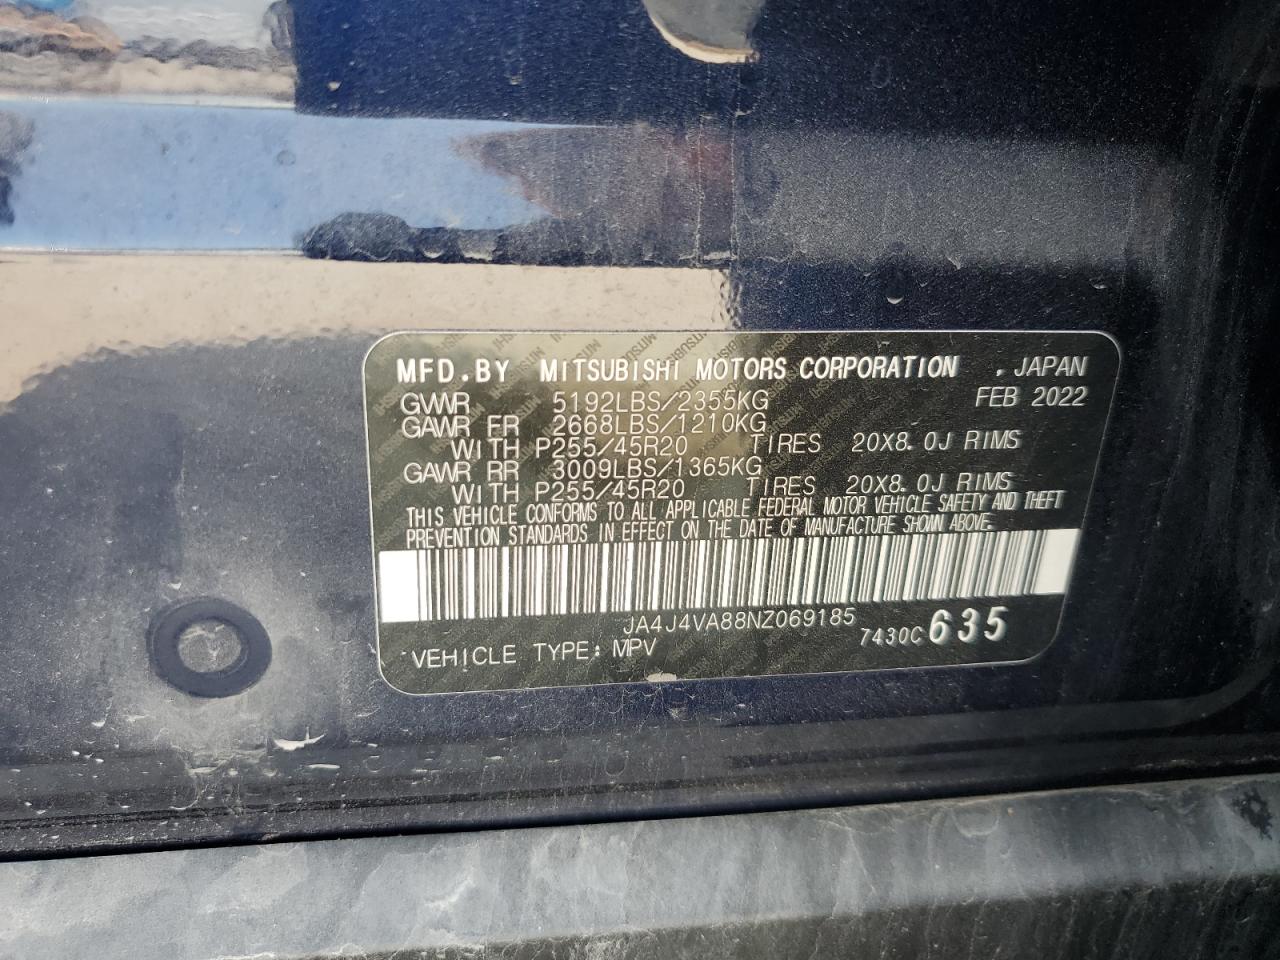 MFD.BY MITSUBISHI MOTORS CORPORATION , JAPAN
GVWR 5192LBS/2355KG FEB 2022
GAWR FR 2668LBS/1210KG
WITH P255/45R20 TIRES 20X8.0J RIMS
GAWR RR 3009LBS/1365KG
WITH P255/45R20 TIRES 20X8.0J RIMS
THIS VEHICLE CONFORMS TO ALL APPLICABLE FEDERAL MOTOR VEHICLE SAFETY AND THEFT
PREVENTION STANDARDS IN EFFECT ON THE DATE OF MANUFACTURE SHOWN ABOVE.
JA4J4VA88NZ069185
VEHICLE TYPE: MPV 7430C 635